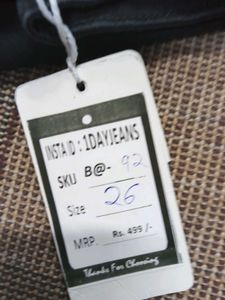 INSTA ID : 1DAYJEANS
SKU B@- 92
Size 26
MRP. Rs. 499 /-
Thanks For Choosing